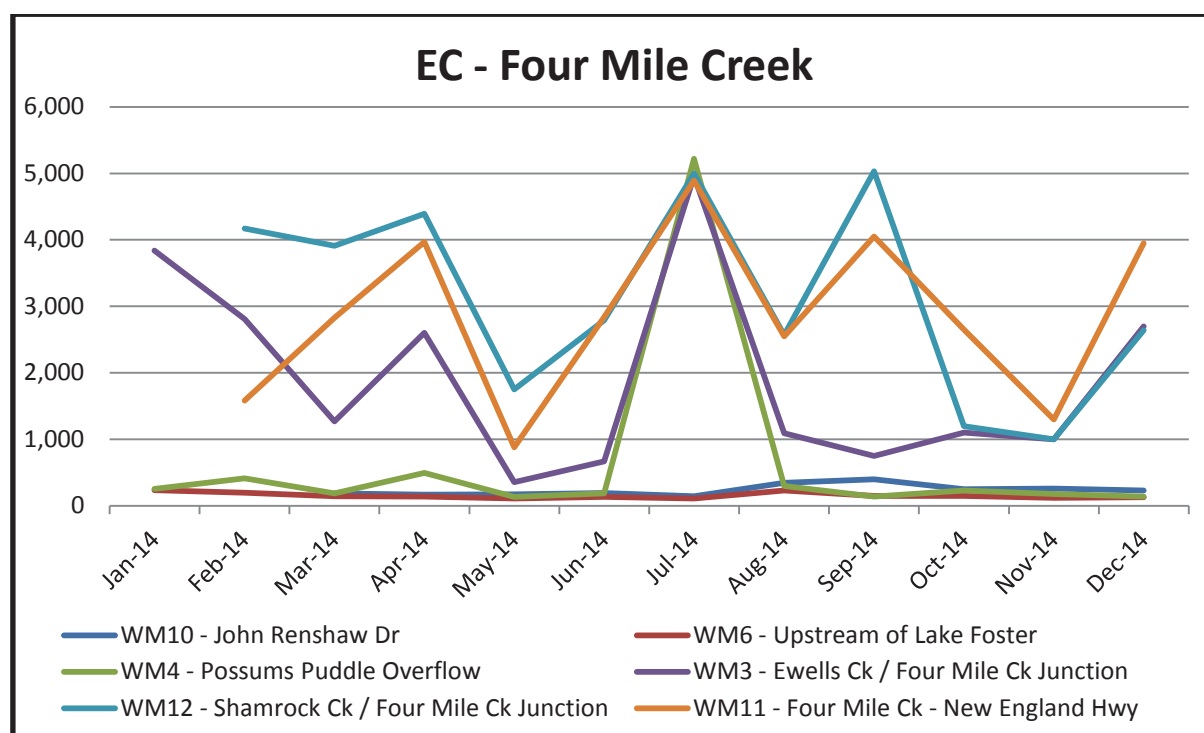 EC - Four Mile Creek
6,000
5,000
4,000
3,000
2,000
1,000
0
Jan-14
Feb-14
Mar-14
Apr-14
May-14
Jun-14
Jul-14
Aug-14
Sep-14
Oct-14
Nov-14
Dec-14
WM10 - John Renshaw Dr
WM6 - Upstream of Lake Foster
WM4 - Possums Puddle Overflow
WM3 - Ewells Ck / Four Mile Ck Junction
WM12 - Shamrock Ck / Four Mile Ck Junction
WM11 - Four Mile Ck - New England Hwy